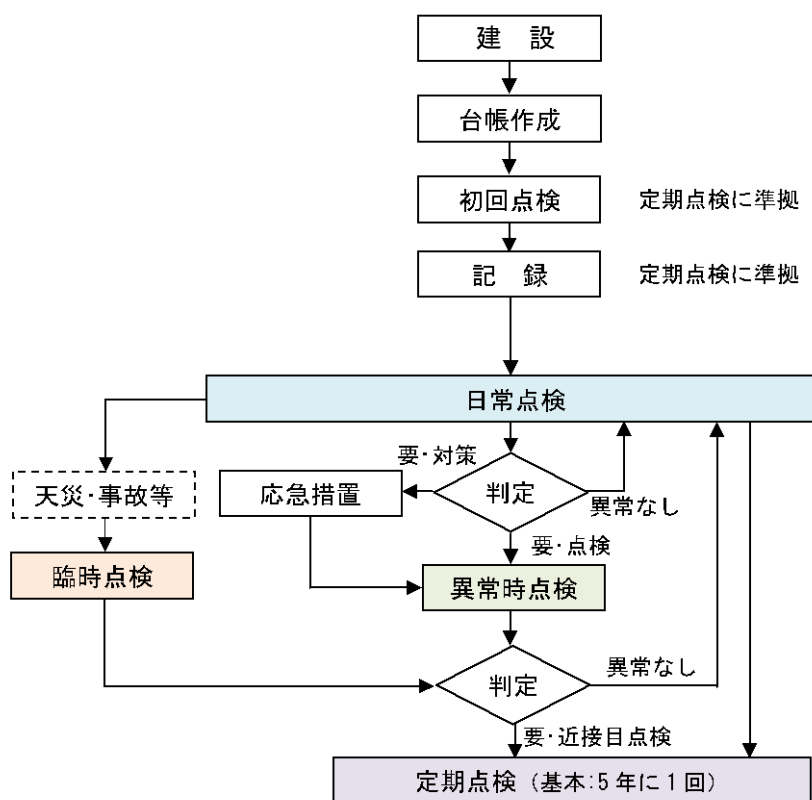 建　設
台帳作成
初回点検　定期点検に準拠
記　録　定期点検に準拠
日常点検
要・対策
天災・事故等
応急措置
判定
異常なし
要・点検
臨時点検
異常時点検
異常なし
判定
要・近接目点検
定期点検（基本:5年に1回）